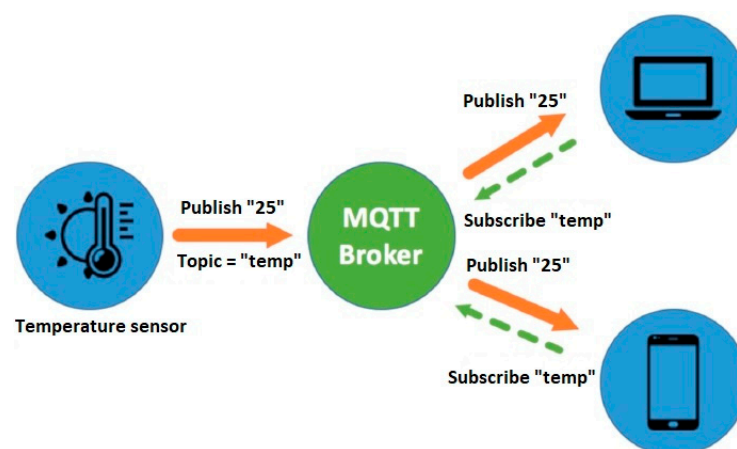 Publish "25"
Topic = "temp"
Temperature sensor
MQTT
Broker
Publish "25"
Subscribe "temp"
Publish "25"
Subscribe "temp"